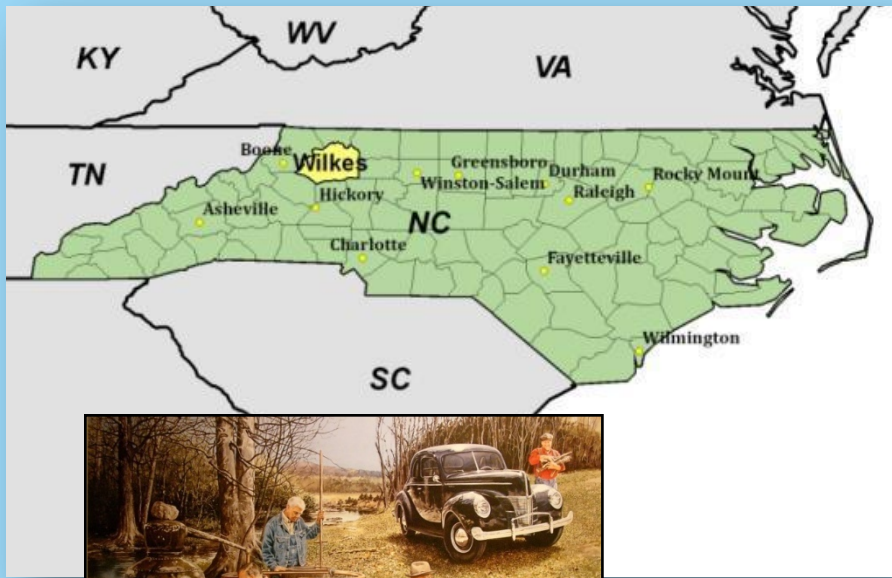 WV
KY
VA
Boone
Wilkes
Greensboro
Durham
TN
Winston-Salem
Rocky Mount
Hickory
Raleigh
Asheville
NC
Charlotte
Fayetteville
Wilmington
SC